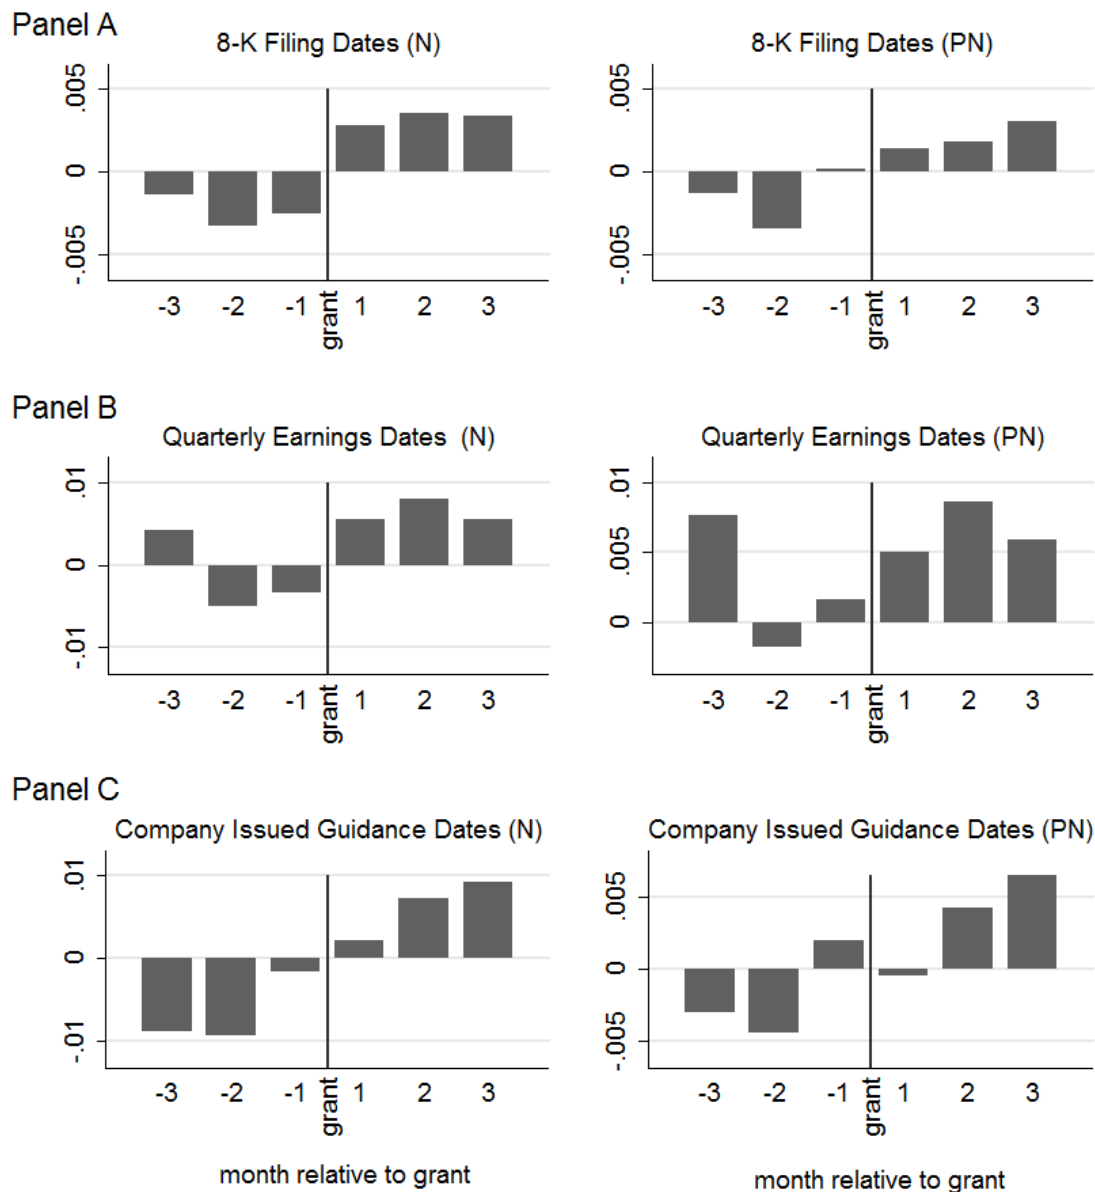 Panel A
8-K Filing Dates (N)
.005
0
-.005
-3 -2 -1 grant 1 2 3
8-K Filing Dates (PN)
.005
0
-.005
-3 -2 -1 grant 1 2 3
Panel B
Quarterly Earnings Dates (N)
.01
0
-.01
-3 -2 -1 grant 1 2 3
Quarterly Earnings Dates (PN)
.01
.005
0
-3 -2 -1 grant 1 2 3
Panel C
Company Issued Guidance Dates (N)
.01
0
-.01
-3 -2 -1 grant 1 2 3
month relative to grant
Company Issued Guidance Dates (PN)
.005
0
-.005
-3 -2 -1 grant 1 2 3
month relative to grant